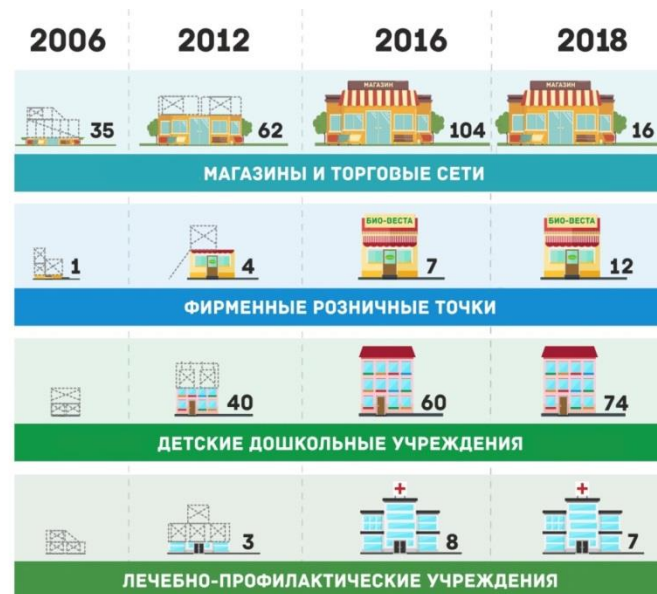 2006 2012 2016 2018
МАГАЗИН МАГАЗИН
35 62 104 16
МАГАЗИНЫ И ТОРГОВЫЕ СЕТИ
БИО-ВЕСТА БИО-ВЕСТА
1 4 7 12
ФИРМЕННЫЕ РОЗНИЧНЫЕ ТОЧКИ
40 60 74
ДЕТСКИЕ ДОШКОЛЬНЫЕ УЧРЕЖДЕНИЯ
3 8 7
ЛЕЧЕБНО-ПРОФИЛАКТИЧЕСКИЕ УЧРЕЖДЕНИЯ